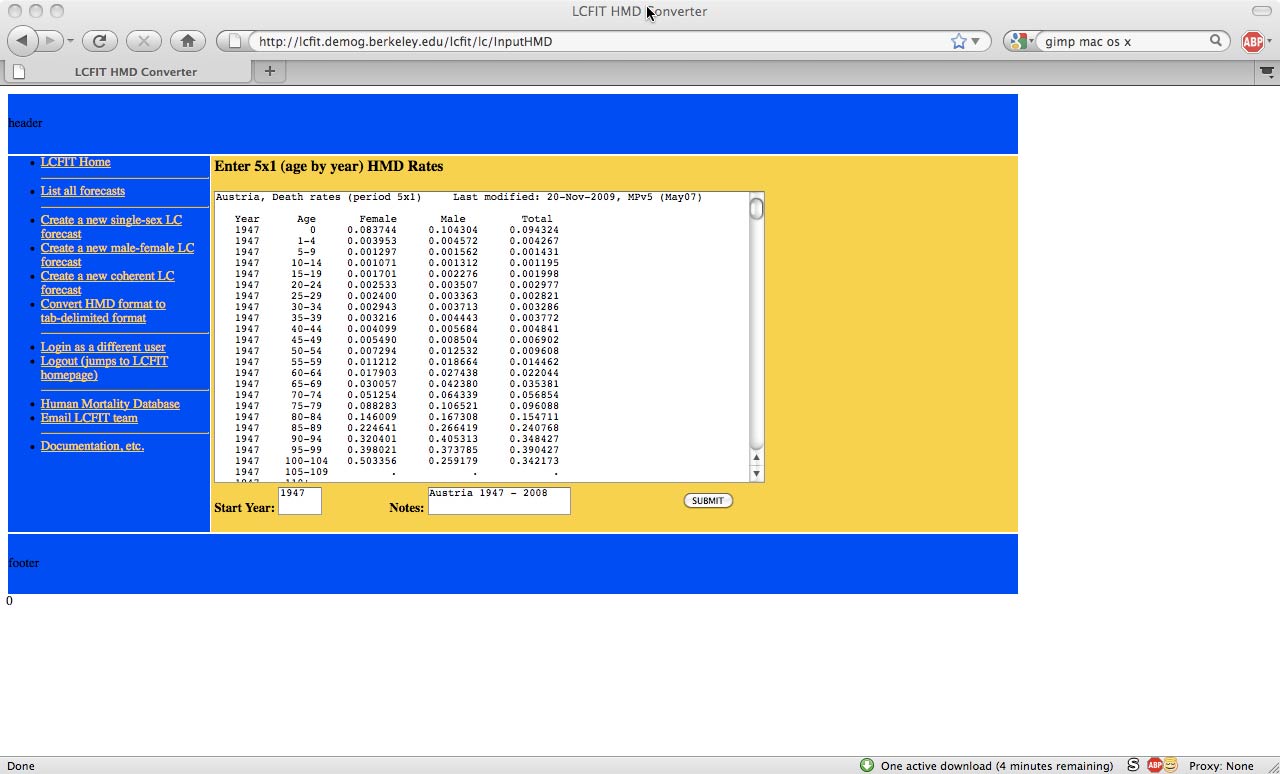 LCFIT HMD Converter
http://lcfit.demog.berkeley.edu/lcfit/lc/InputHMD
gimp mac os x
ABP
LCFIT HMD Converter
header
LCFIT Home
List all forecasts
Create a new single-sex LC
forecast
Create a new male-female LC
forecast
Create a new coherent LC
forecast
Convert HMD format to
tab-delimited format
Login as a different user
Logout (jumps to LCFIT
homepage)
Human Mortality Database
Email LCFIT team
Documentation, etc.
Enter 5x1 (age by year) HMD Rates
Austria, Death rates (period 5x1) Last modified: 20-Nov-2009, MPv5 (May07)
Year Age Female Male Total
1947 0 0.083744 0.104304 0.094324
1947 1-4 0.003953 0.004572 0.004267
1947 5-9 0.001297 0.001562 0.001431
1947 10-14 0.001071 0.001312 0.001195
1947 15-19 0.001701 0.002276 0.001998
1947 20-24 0.002533 0.003507 0.002977
1947 25-29 0.002400 0.003363 0.002821
1947 30-34 0.002943 0.003713 0.003286
1947 35-39 0.003216 0.004443 0.003772
1947 40-44 0.004099 0.005684 0.004841
1947 45-49 0.005490 0.008504 0.006902
1947 50-54 0.007294 0.012532 0.009608
1947 55-59 0.011212 0.018664 0.014462
1947 60-64 0.017903 0.027438 0.022044
1947 65-69 0.030057 0.042380 0.035381
1947 70-74 0.051254 0.064339 0.056854
1947 75-79 0.088283 0.106521 0.096088
1947 80-84 0.146009 0.167308 0.154711
1947 85-89 0.224641 0.266419 0.240768
1947 90-94 0.320401 0.405313 0.348427
1947 95-99 0.398021 0.373785 0.390427
1947 100-104 0.503356 0.259179 0.342173
1947 105-109 . . .
Start Year: 1947 Notes: Austria 1947 - 2008 SUBMIT
footer
0
Done
One active download (4 minutes remaining) S ABP Proxy: None